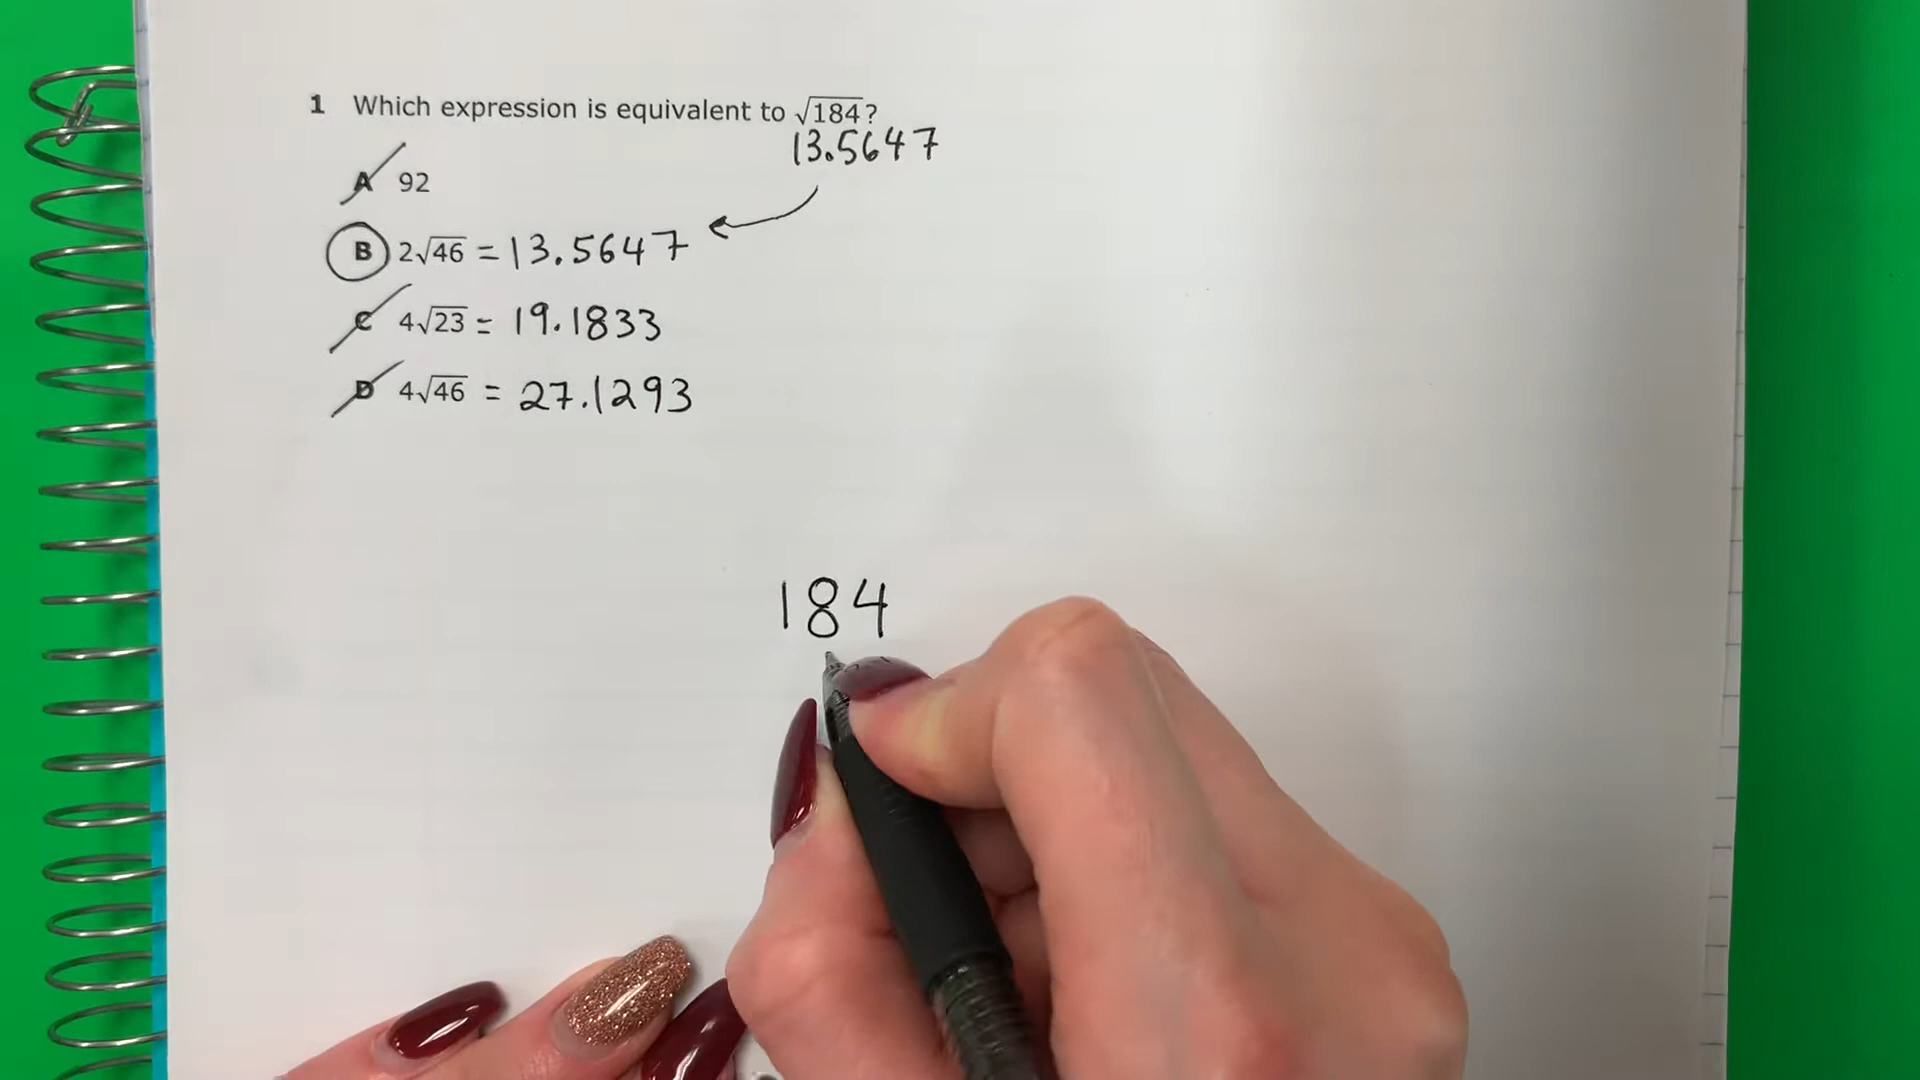 1 Which expression is equivalent to √184?
13.5647
A 92
B 2√46 = 13.5647
C 4√23 = 19.1833
D 4√46 = 27.1293
184